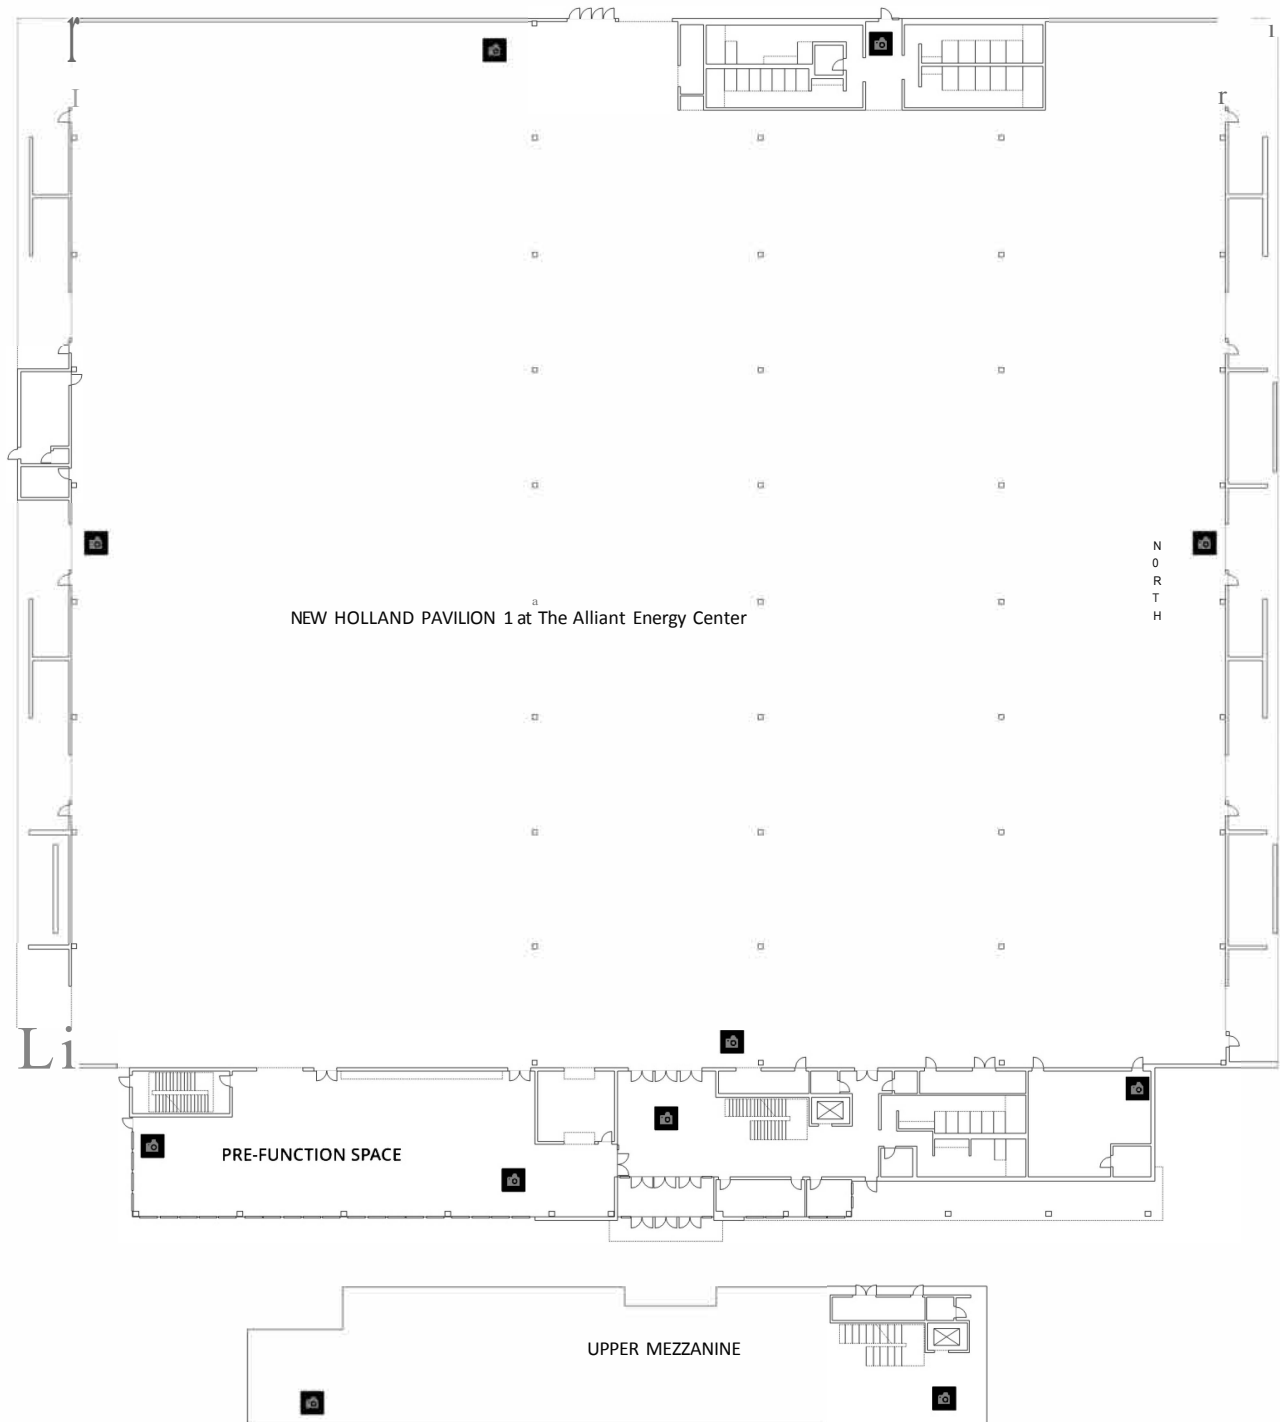 N
0
R
T
H
NEW HOLLAND PAVILION 1 at The Alliant Energy Center
PRE-FUNCTION SPACE
UPPER MEZZANINE